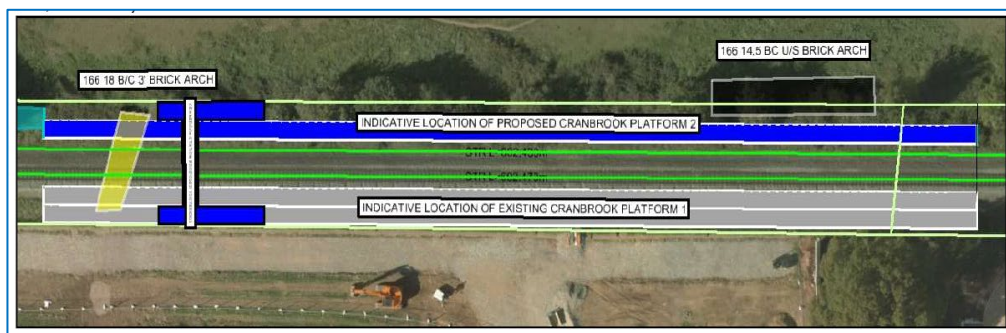 166 14.5 BC U/S BRICK ARCH
166 18 B/C 3' BRICK ARCH
INDICATIVE LOCATION OF PROPOSED CRANBROOK PLATFORM 2
INDICATIVE LOCATION OF EXISTING CRANBROOK PLATFORM 1